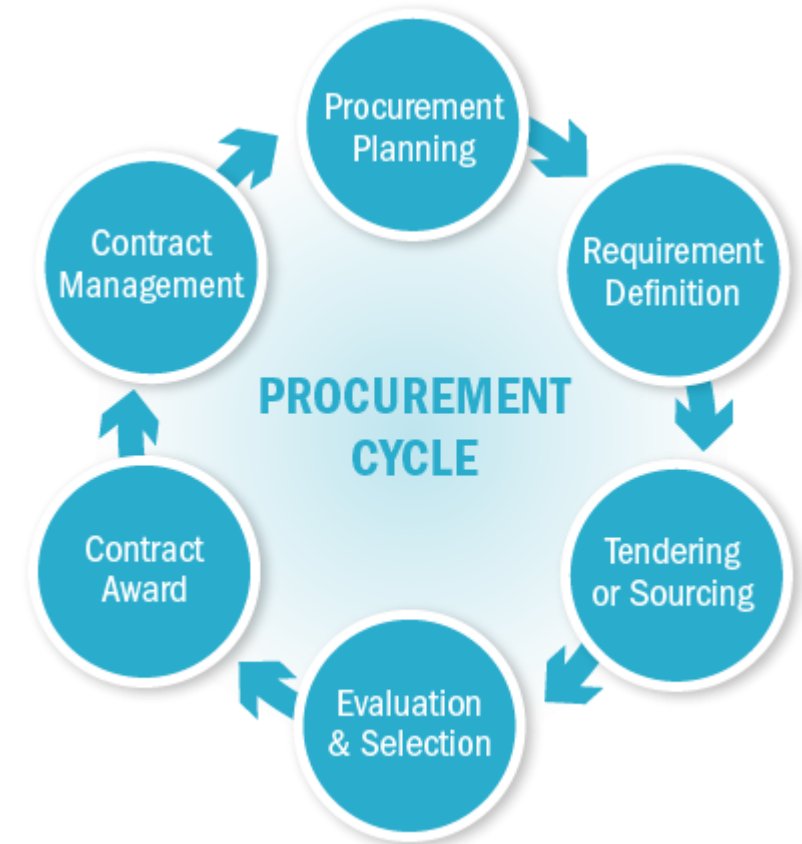 Procurement
Planning
Requirement
Definition
Tendering
or Sourcing
Evaluation
& Selection
Contract
Award
Contract
Management
PROCUREMENT
CYCLE